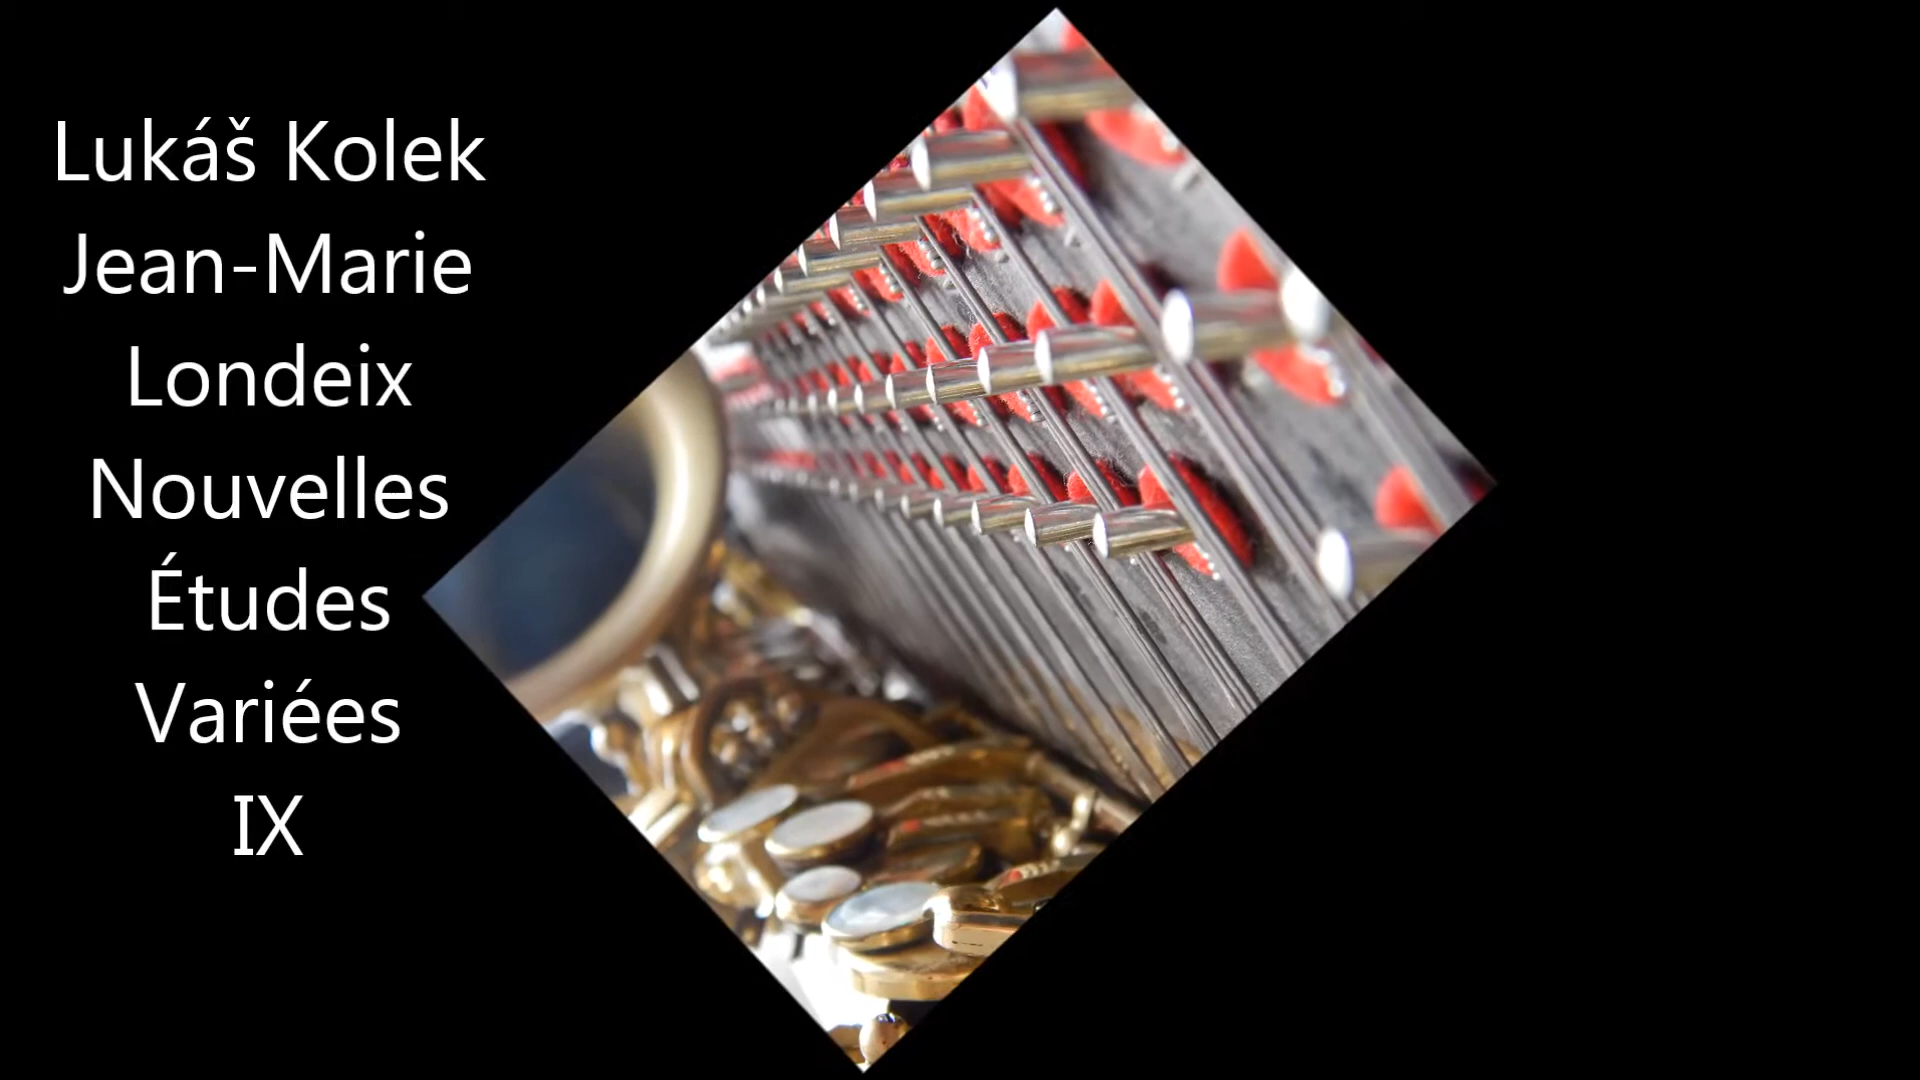 Lukáš Kolek
Jean-Marie
Londeix
Nouvelles
Études
Variées
IX